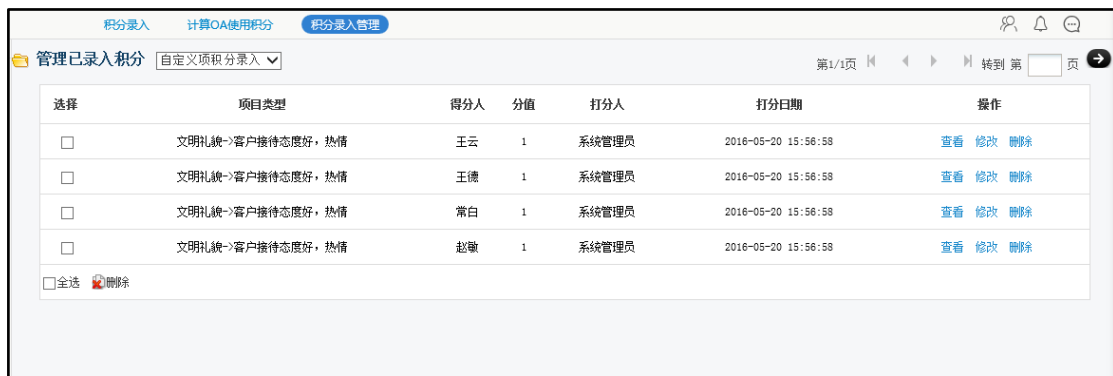 积分录入 计算OA使用积分 积分录入管理
管理已录入积分 自定义项积分录入 第1/1页 转到 第 页
选择 项目类型 得分人 分值 打分人 打分日期 操作
文明礼貌->客户接待态度好，热情 王云 1 系统管理员 2016-05-20 15:56:58 查看 修改 删除
文明礼貌->客户接待态度好，热情 王德 1 系统管理员 2016-05-20 15:56:58 查看 修改 删除
文明礼貌->客户接待态度好，热情 常白 1 系统管理员 2016-05-20 15:56:58 查看 修改 删除
文明礼貌->客户接待态度好，热情 赵敏 1 系统管理员 2016-05-20 15:56:58 查看 修改 删除
全选 删除